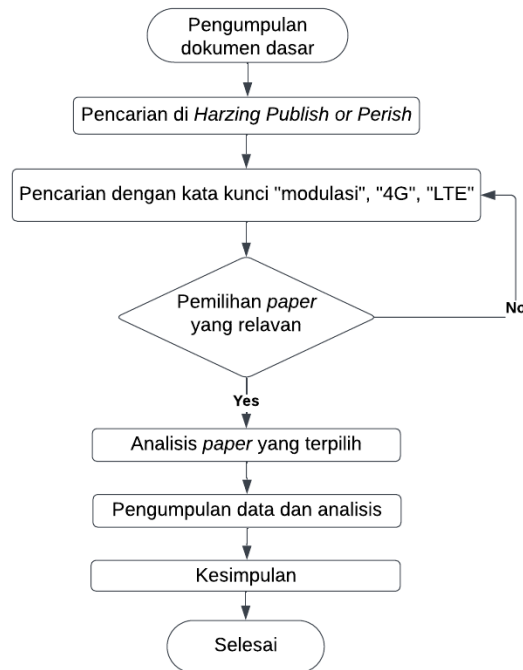 Pengumpulan
dokumen dasar
Pencarian di Harzing Publish or Perish
Pencarian dengan kata kunci "modulasi", "4G", "LTE"
Pemilihan paper
yang relavan
No
Yes
Analisis paper yang terpilih
Pengumpulan data dan analisis
Kesimpulan
Selesai